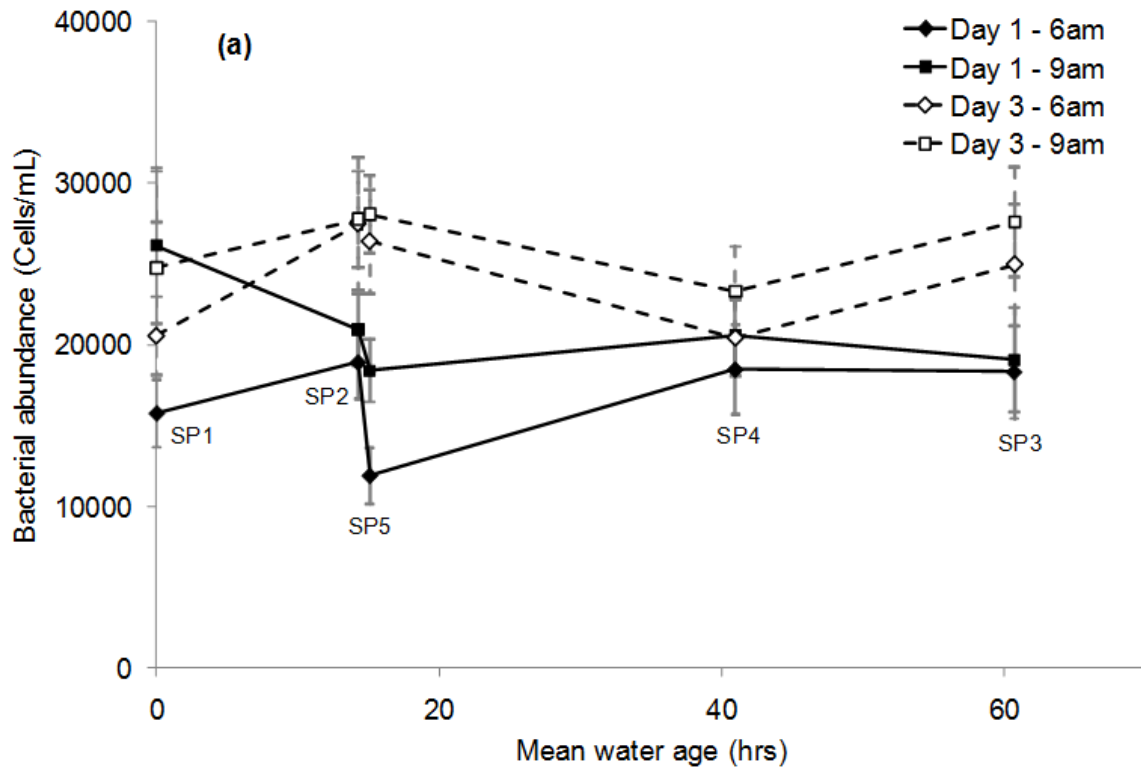 (a)
Day 1 - 6am
Day 1 - 9am
Day 3 - 6am
Day 3 - 9am
Bacterial abundance (Cells/mL)
40000
30000
20000
10000
0
SP1
SP2
SP5
SP4
SP3
0 20 40 60
Mean water age (hrs)